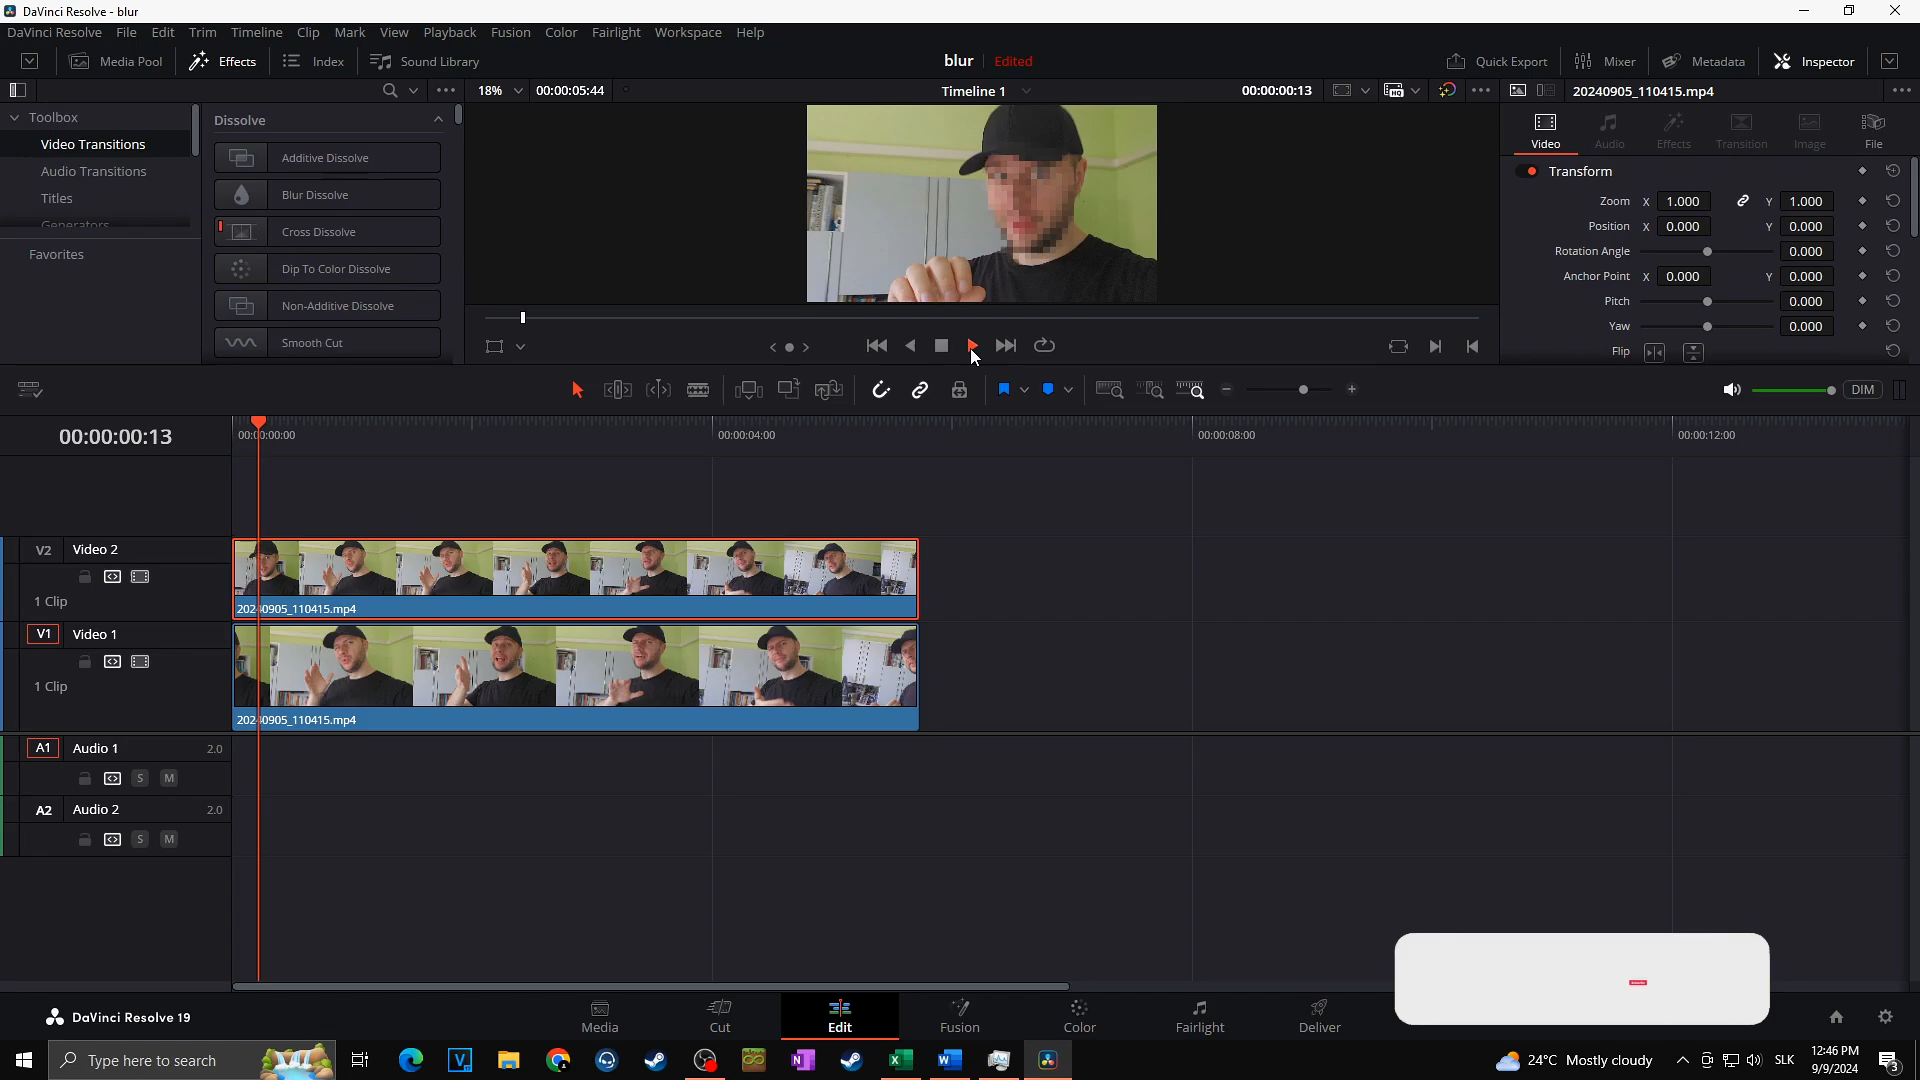 DaVinci Resolve - blur
DaVinci Resolve File Edit Trim Timeline Clip Mark View Playback Fusion Color Fairlight Workspace Help
Media Pool Effects Index Sound Library blur Edited Quick Export Mixer Metadata Inspector
18% 00:00:05:44 Timeline 1 00:00:00:13 20240905_110415.mp4
Toolbox
Video Transitions
Audio Transitions
Titles
Generators
Favorites
Dissolve
Additive Dissolve
Blur Dissolve
Cross Dissolve
Dip To Color Dissolve
Non-Additive Dissolve
Smooth Cut
Video Audio Effects Transition Image File
Transform
Zoom X 1.000 Y 1.000
Position X 0.000 Y 0.000
Rotation Angle 0.000
Anchor Point X 0.000 Y 0.000
Pitch 0.000
Yaw 0.000
Flip
DIM
00:00:00:13
00:00:00:00 00:00:04:00 00:00:08:00 00:00:12:00
V2 Video 2
1 Clip
20240905_110415.mp4
V1 Video 1
1 Clip
20240905_110415.mp4
A1 Audio 1 2.0
S M
A2 Audio 2 2.0
S M
DaVinci Resolve 19
Media Cut Edit Fusion Color Fairlight Deliver
Type here to search
24°C Mostly cloudy
SLK
12:46 PM
9/9/2024
3